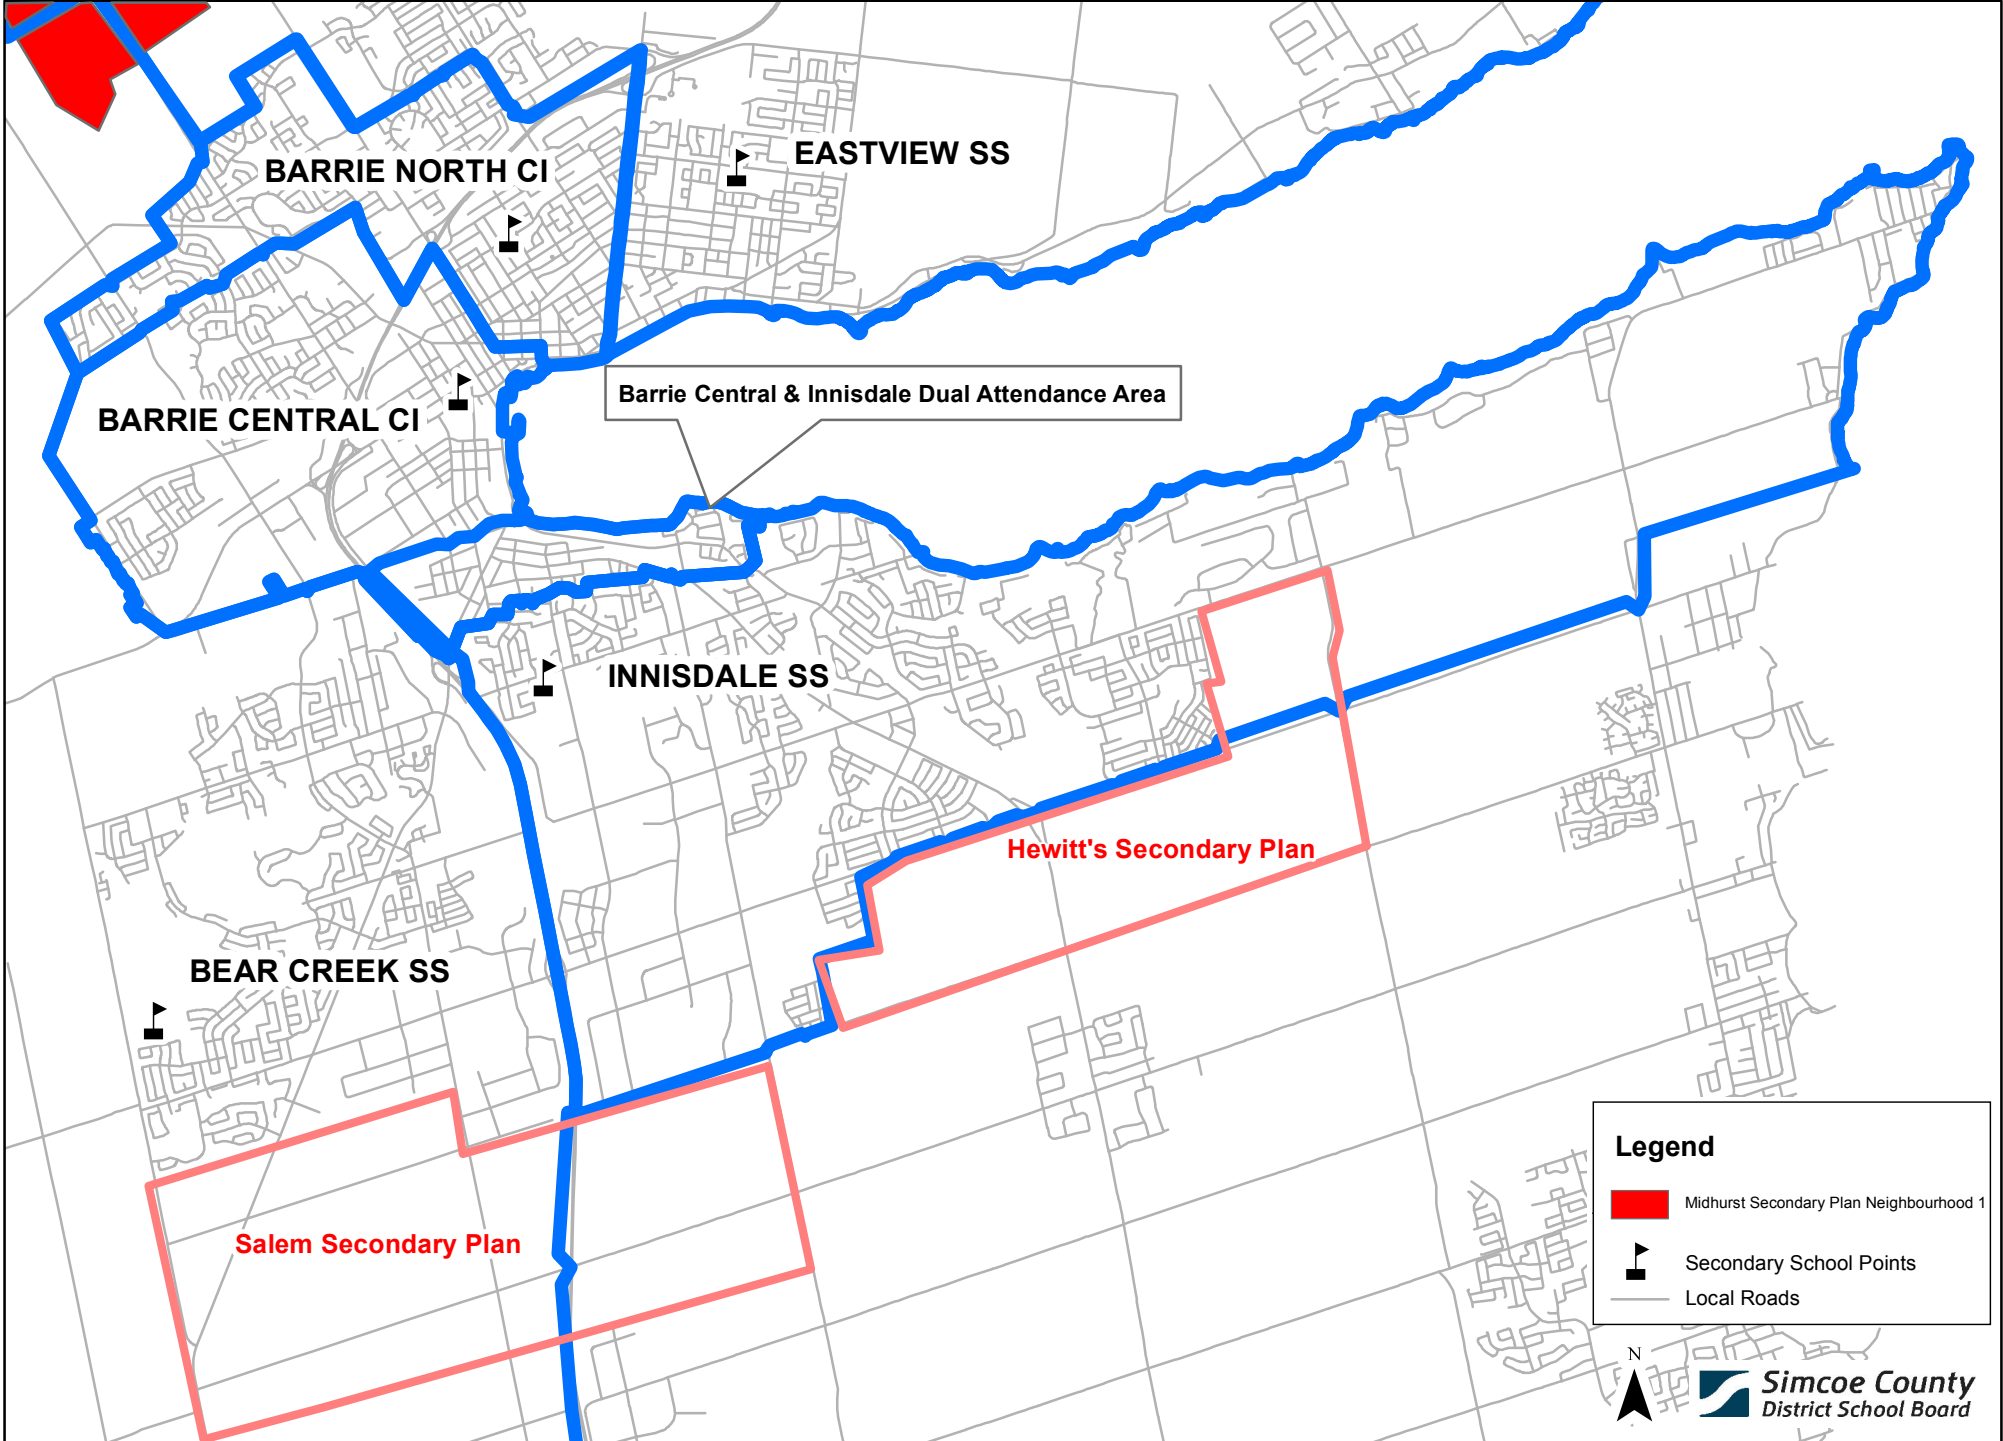 BARRIE NORTH CI
EASTVIEW SS
Barrie Central & Innisdale Dual Attendance Area
BARRIE CENTRAL CI
INNISDALE SS
Hewitt's Secondary Plan
BEAR CREEK SS
Salem Secondary Plan
Legend
Midhurst Secondary Plan Neighbourhood 1
Secondary School Points
Local Roads
N
Simcoe County
District School Board